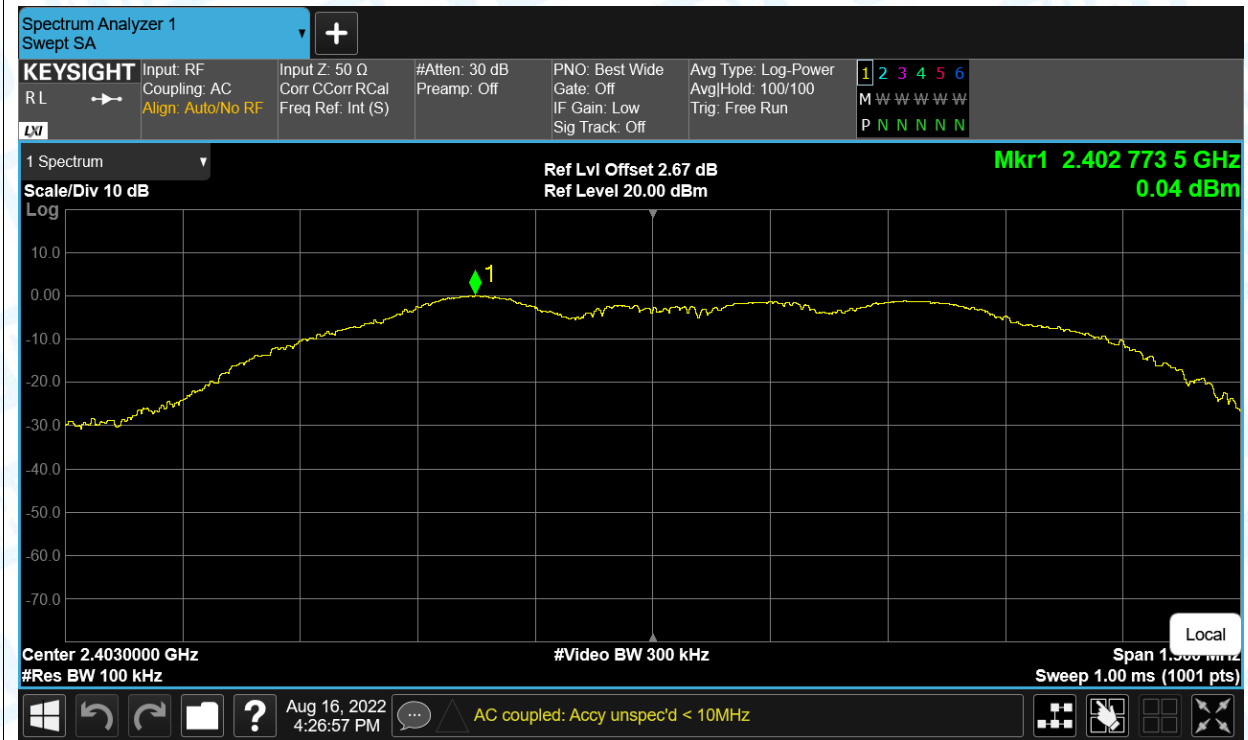 Spectrum Analyzer 1
Swept SA
KEYSIGHT
R L
LXI
Input: RF
Coupling: AC
Align: Auto/No RF
Input Z: 50 Ω
Corr CCorr RCal
Freq Ref: Int (S)
#Atten: 30 dB
Preamp: Off
PNO: Best Wide
Gate: Off
IF Gain: Low
Sig Track: Off
Avg Type: Log-Power
Avg|Hold: 100/100
Trig: Free Run
1 2 3 4 5 6
M W W W W W
P N N N N N
1 Spectrum
Scale/Div 10 dB
Log
Ref Lvl Offset 2.67 dB
Ref Level 20.00 dBm
Mkr1 2.402 773 5 GHz
0.04 dBm
10.0
0.00
-10.0
-20.0
-30.0
-40.0
-50.0
-60.0
-70.0
1
Local
Center 2.4030000 GHz
#Video BW 300 kHz
Span
#Res BW 100 kHz
Sweep 1.00 ms (1001 pts)
?
Aug 16, 2022
4:26:57 PM
AC coupled: Accy unspec'd < 10MHz